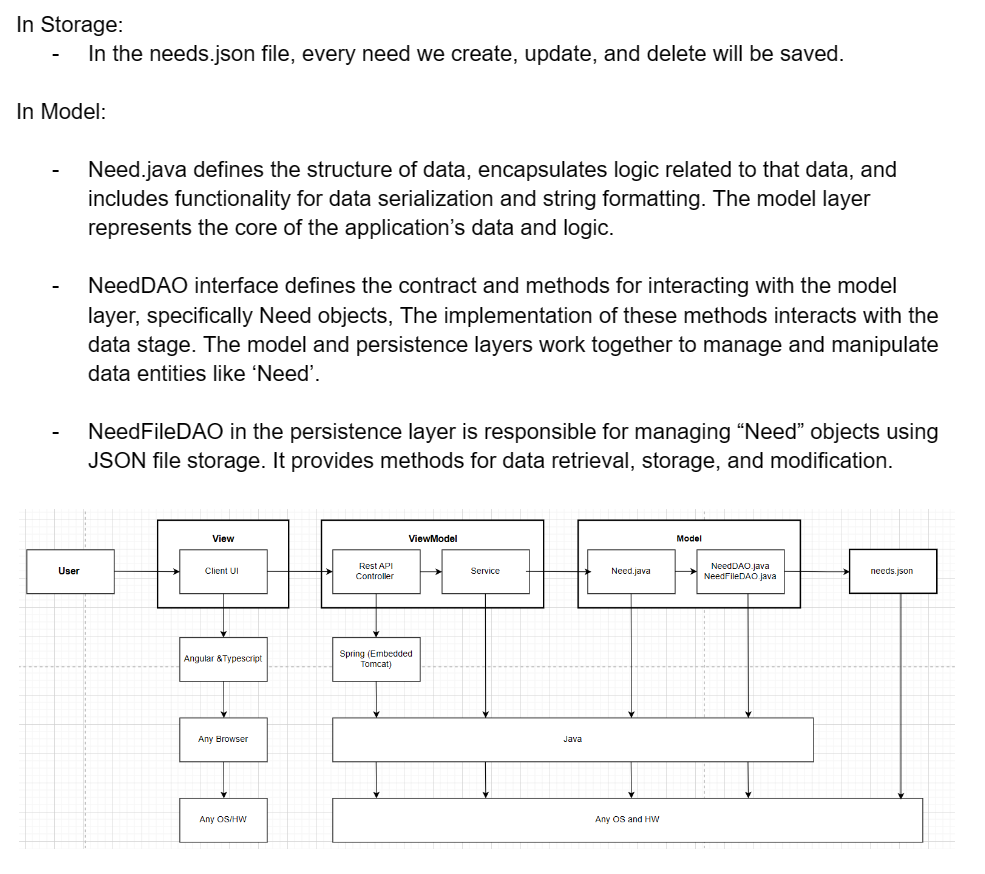 In Storage:
- In the needs.json file, every need we create, update, and delete will be saved.
In Model:
- Need.java defines the structure of data, encapsulates logic related to that data, and
includes functionality for data serialization and string formatting. The model layer
represents the core of the application’s data and logic.
- NeedDAO interface defines the contract and methods for interacting with the model
layer, specifically Need objects, The implementation of these methods interacts with the
data stage. The model and persistence layers work together to manage and manipulate
data entities like ‘Need’.
- NeedFileDAO in the persistence layer is responsible for managing “Need” objects using
JSON file storage. It provides methods for data retrieval, storage, and modification.
View
ViewModel
Model
User
Client UI
Rest API
Controller
Service
Need.java
NeedDAO.java
NeedFileDAO.java
needs.json
Angular &Typescript
Spring (Embedded
Tomcat)
Any Browser
Java
Any OS/HW
Any OS and HW